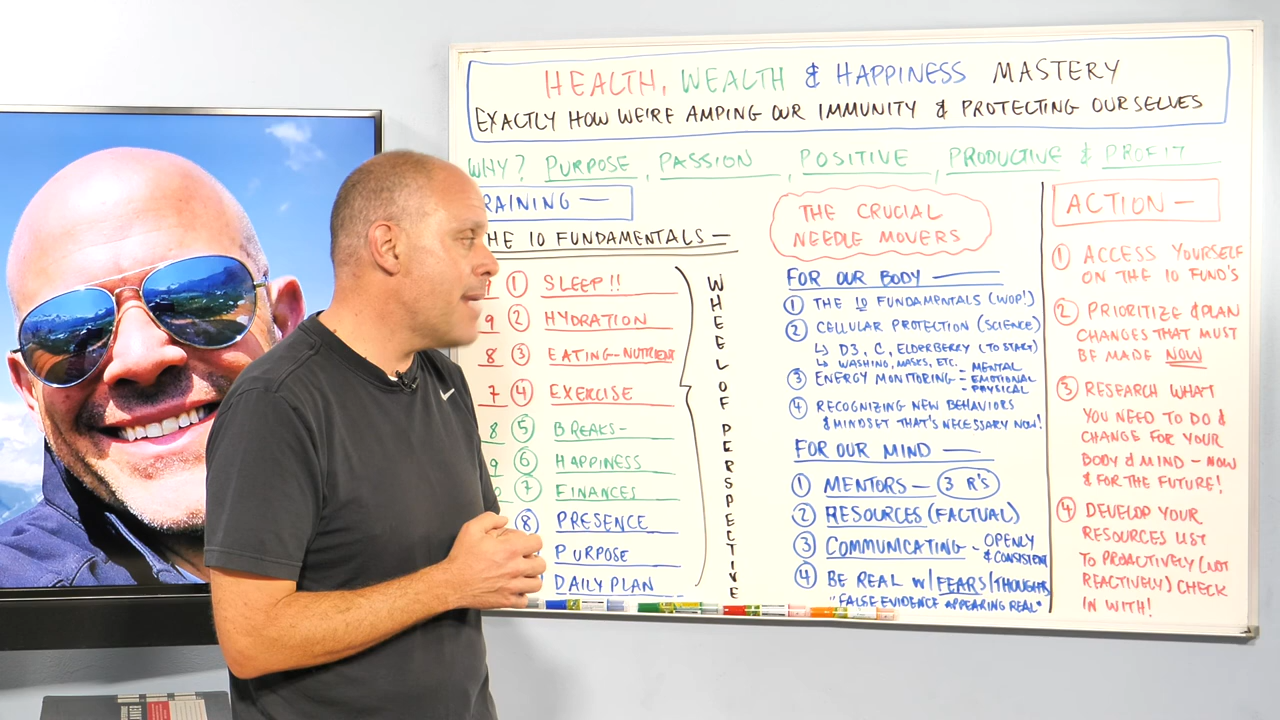 HEALTH, WEALTH & HAPPINESS MASTERY
EXACTLY HOW WE'RE AMPING OUR IMMUNITY & PROTECTING OURSELVES
WHY? PURPOSE, PASSION, POSITIVE, PRODUCTIVE & PROFIT
RAINING —
HE 10 FUNDAMENTALS —
1 SLEEP!!
9 2 HYDRATION
8 3 EATING - NUTRIENT
7 4 EXERCISE
8 5 BREAKS -
9 6 HAPPINESS
7 FINANCES
8 PRESENCE
PURPOSE
DAILY PLAN
WHEEL OF PERSPECTIVE
THE CRUCIAL
NEEDLE MOVERS
FOR OUR BODY —
1 THE 10 FUNDAMENTALS (WOP!)
2 CELLULAR PROTECTION (SCIENCE)
↳ D3, C, ELDERBERRY (TO START)
↳ WASHING, MASKS, ETC.
3 ENERGY MONITORING - MENTAL
- EMOTIONAL
- PHYSICAL
4 RECOGNIZING NEW BEHAVIORS
& MINDSET THAT'S NECESSARY NOW!
FOR OUR MIND —
1 MENTORS — 3 R'S
2 RESOURCES (FACTUAL)
3 COMMUNICATING - OPENLY
& CONSISTENT
4 BE REAL W/ FEARS/THOUGHTS
"FALSE EVIDENCE APPEARING REAL"
ACTION —
1 ACCESS YOURSELF
ON THE 10 FUND'S
2 PRIORITIZE & PLAN
CHANGES THAT MUST
BE MADE NOW
3 RESEARCH WHAT
YOU NEED TO DO &
CHANGE FOR YOUR
BODY & MIND - NOW
& FOR THE FUTURE!
4 DEVELOP YOUR
RESOURCES LIST
TO PROACTIVELY (NOT
REACTIVELY) CHECK
IN WITH!